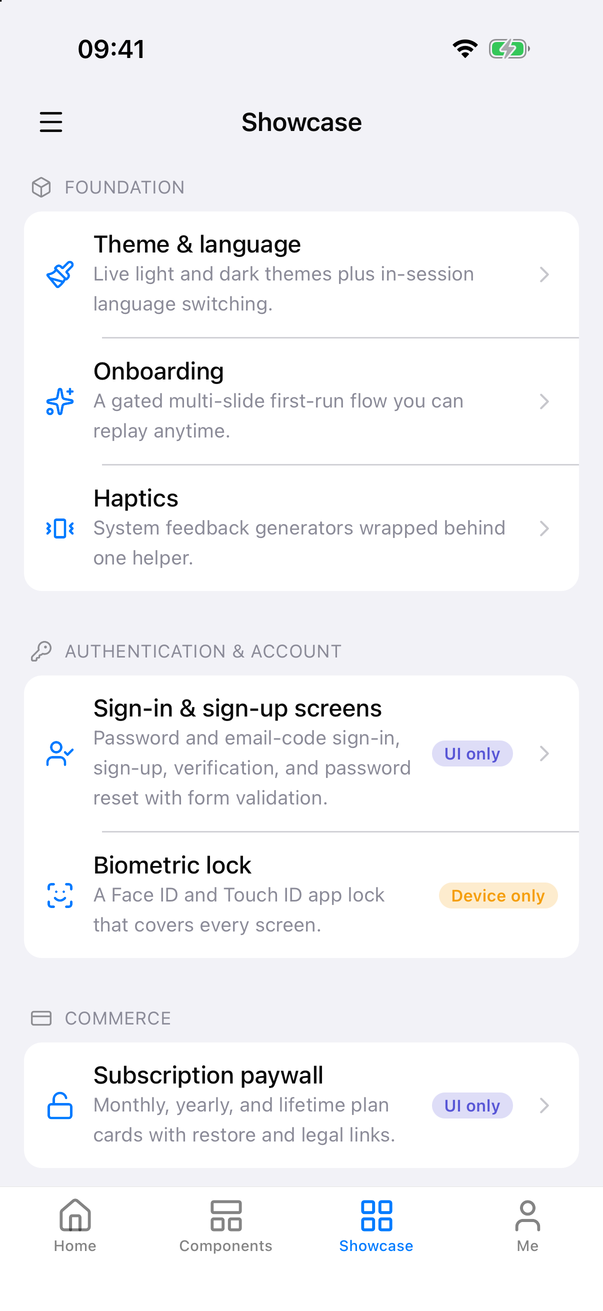 09:41
Showcase
FOUNDATION
Theme & language
Live light and dark themes plus in-session
language switching.
Onboarding
A gated multi-slide first-run flow you can
replay anytime.
Haptics
System feedback generators wrapped behind
one helper.
AUTHENTICATION & ACCOUNT
Sign-in & sign-up screens
Password and email-code sign-in,
sign-up, verification, and password
reset with form validation.
UI only
Biometric lock
A Face ID and Touch ID app lock
that covers every screen.
Device only
COMMERCE
Subscription paywall
Monthly, yearly, and lifetime plan
cards with restore and legal links.
UI only
Home
Components
Showcase
Me